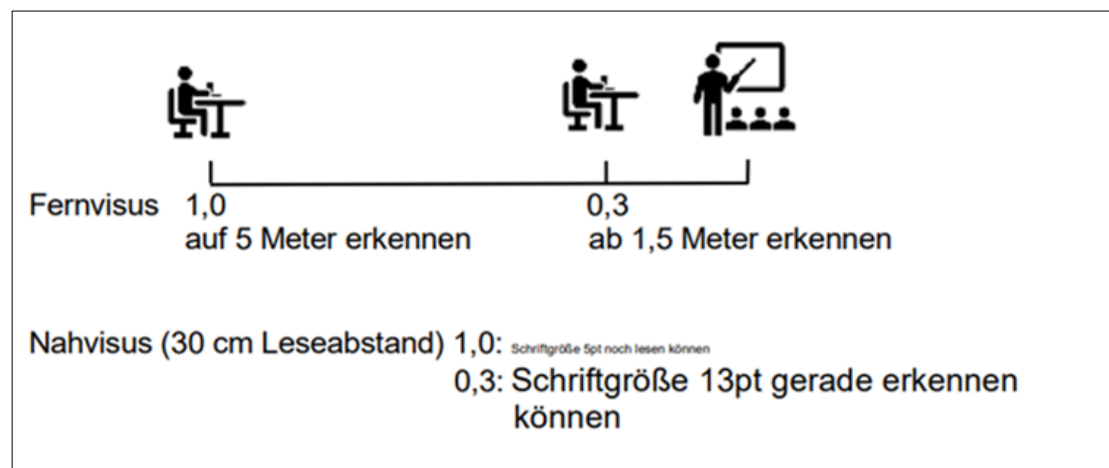 Fernvisus 1,0 0,3
auf 5 Meter erkennen ab 1,5 Meter erkennen
Nahvisus (30 cm Leseabstand) 1,0: Schriftgröße 5pt noch lesen können
0,3: Schriftgröße 13pt gerade erkennen
können